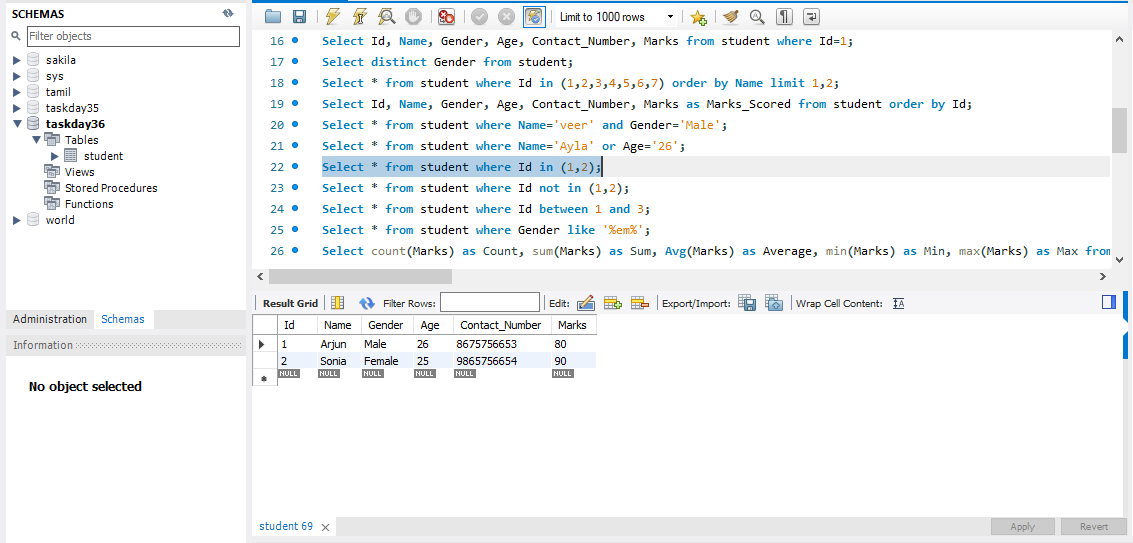 SCHEMAS
Filter objects
sakila
sys
tamil
taskday35
taskday36
Tables
student
Views
Stored Procedures
Functions
world
Administration Schemas
Information
No object selected
Limit to 1000 rows
16 Select Id, Name, Gender, Age, Contact_Number, Marks from student where Id=1;
17 Select distinct Gender from student;
18 Select * from student where Id in (1,2,3,4,5,6,7) order by Name limit 1,2;
19 Select Id, Name, Gender, Age, Contact_Number, Marks as Marks_Scored from student order by Id;
20 Select * from student where Name='veer' and Gender='Male';
21 Select * from student where Name='Ayla' or Age='26';
22 Select * from student where Id in (1,2);
23 Select * from student where Id not in (1,2);
24 Select * from student where Id between 1 and 3;
25 Select * from student where Gender like '%em%';
26 Select count(Marks) as Count, sum(Marks) as Sum, Avg(Marks) as Average, min(Marks) as Min, max(Marks) as Max from
Result Grid Filter Rows: Edit: Export/Import: Wrap Cell Content:
Id Name Gender Age Contact_Number Marks
1 Arjun Male 26 8675756653 80
2 Sonia Female 25 9865756654 90
NULL NULL NULL NULL NULL NULL
student 69
Apply Revert